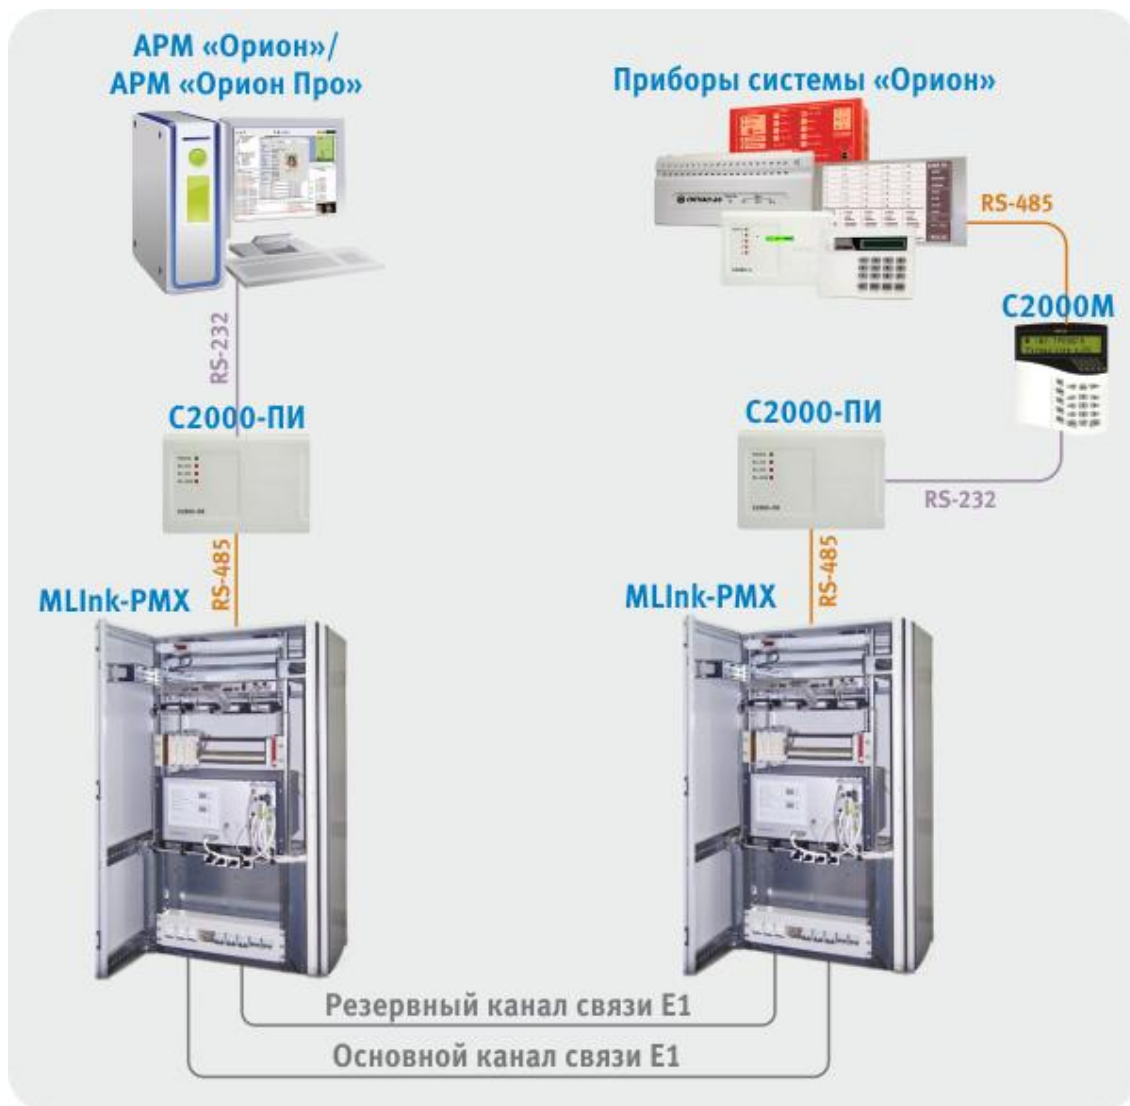 АРМ «Орион»/
АРМ «Орион Про»
Приборы системы «Орион»
RS-485
С2000М
RS-232
С2000-ПИ
С2000-ПИ
RS-232
RS-485
RS-485
MLInk-PMX
MLInk-PMX
Резервный канал связи Е1
Основной канал связи Е1